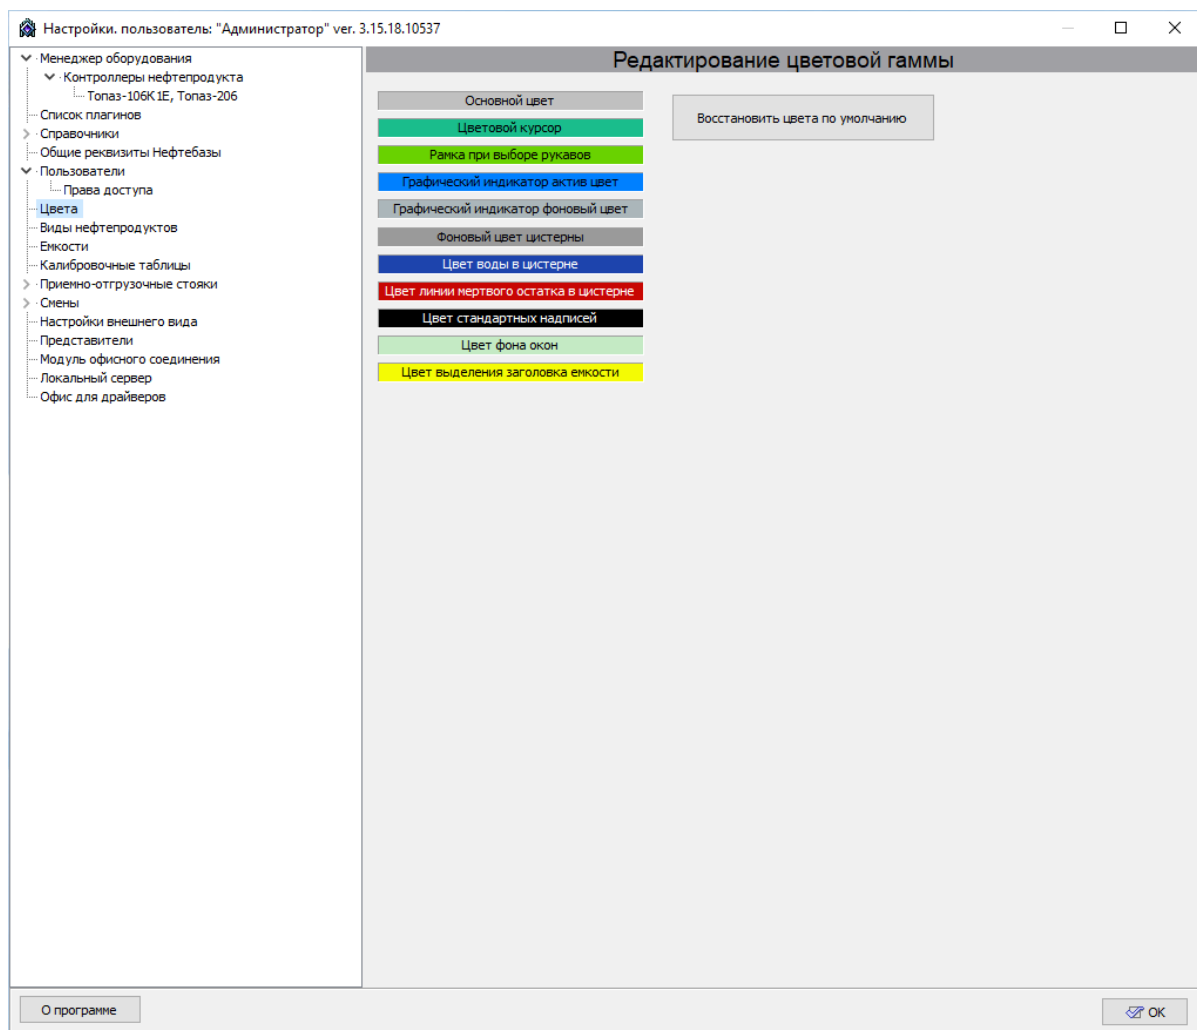 Настройки. пользователь: "Администратор" ver. 3.15.18.10537
Менеджер оборудования
Контроллеры нефтепродукта
Топаз-106К1Е, Топаз-206
Список плагинов
Справочники
Общие реквизиты Нефтебазы
Пользователи
Права доступа
Цвета
Виды нефтепродуктов
Емкости
Калибровочные таблицы
Приемно-отгрузочные стояки
Смены
Настройки внешнего вида
Представители
Модуль офисного соединения
Локальный сервер
Офис для драйверов
Редактирование цветовой гаммы
Основной цвет
Цветовой курсор
Рамка при выборе рукавов
Графический индикатор актив цвет
Графический индикатор фоновый цвет
Фоновый цвет цистерны
Цвет воды в цистерне
Цвет линии мертвого остатка в цистерне
Цвет стандартных надписей
Цвет фона окон
Цвет выделения заголовка емкости
Восстановить цвета по умолчанию
О программе
ОК